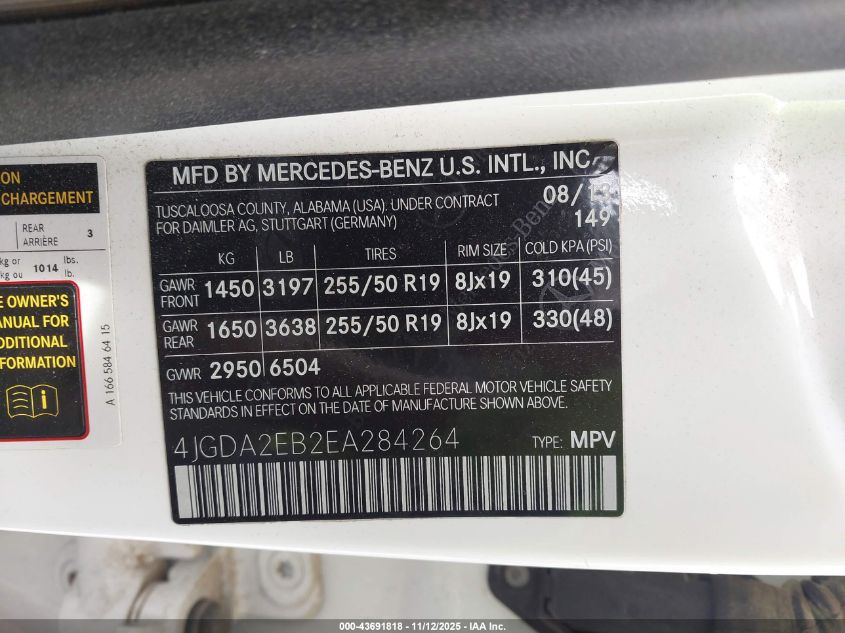 ON
CHARGEMENT
REAR
ARRIÈRE 3
kg or lbs.
kg ou 1014 lb.
E OWNER'S
ANUAL FOR
DDITIONAL
FORMATION
A 166 584 64 15
MFD BY MERCEDES-BENZ U.S. INTL., INC.
TUSCALOOSA COUNTY, ALABAMA (USA). UNDER CONTRACT 08/13
FOR DAIMLER AG, STUTTGART (GERMANY) 149
KG LB TIRES RIM SIZE COLD KPA(PSI)
GAWR FRONT 1450 3197 255/50 R19 8Jx19 310(45)
GAWR REAR 1650 3638 255/50 R19 8Jx19 330(48)
GVWR 2950 6504
THIS VEHICLE CONFORMS TO ALL APPLICABLE FEDERAL MOTOR VEHICLE SAFETY
STANDARDS IN EFFECT ON THE DATE OF MANUFACTURE SHOWN ABOVE.
4JGDA2EB2EA284264 TYPE: MPV
000-43691818 - 11/12/2025 - IAA Inc.